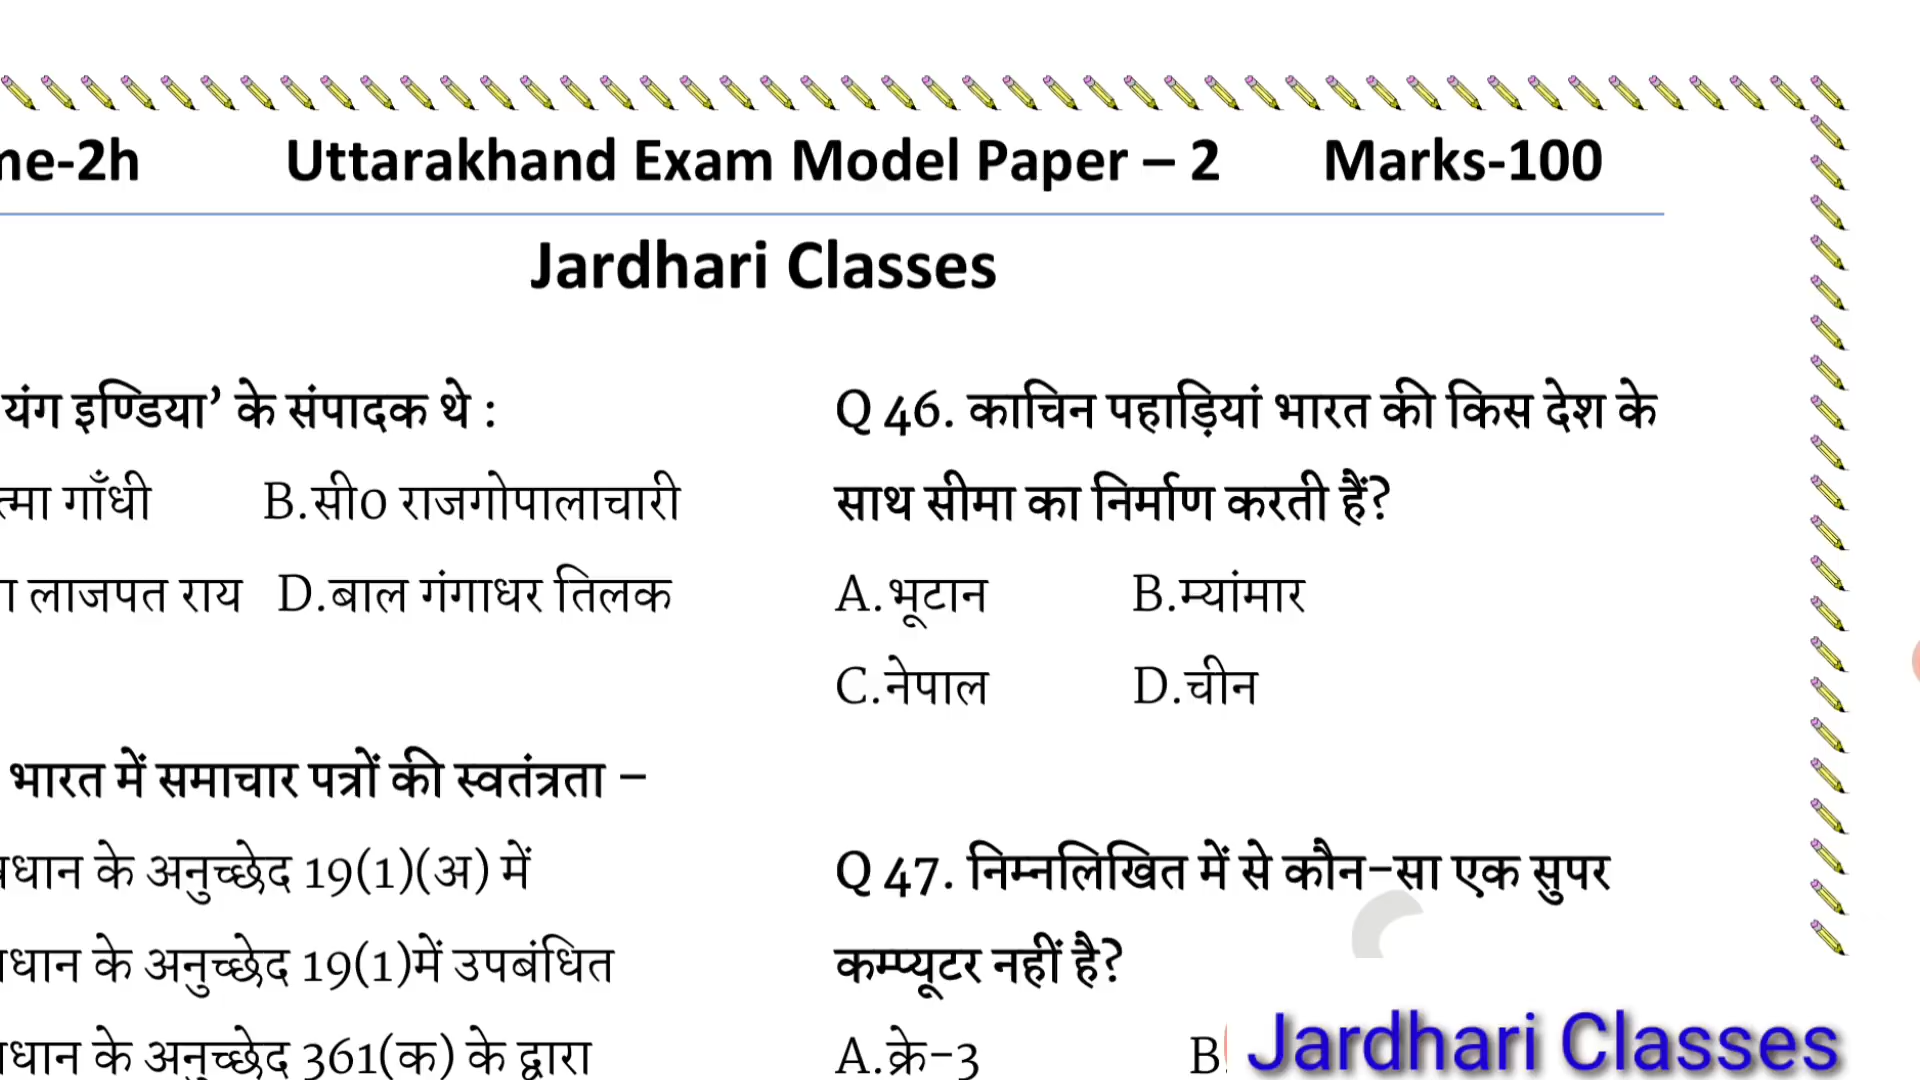 me-2h Uttarakhand Exam Model Paper – 2 Marks-100
Jardhari Classes
यंग इण्डिया’ के संपादक थे :
त्मा गाँधी B.सी0 राजगोपालाचारी
लाजपत राय D.बाल गंगाधर तिलक
भारत में समाचार पत्रों की स्वतंत्रता –
धान के अनुच्छेद 19(1)(अ) में
धान के अनुच्छेद 19(1)में उपबंधित
धान के अनुच्छेद 361(क) के द्वारा
Q 46. काचिन पहाड़ियां भारत की किस देश के
साथ सीमा का निर्माण करती हैं?
A.भूटान B.म्यांमार
C.नेपाल D.चीन
Q 47. निम्नलिखित में से कौन-सा एक सुपर
कम्प्यूटर नहीं है?
A.क्रे-3 B
Jardhari Classes